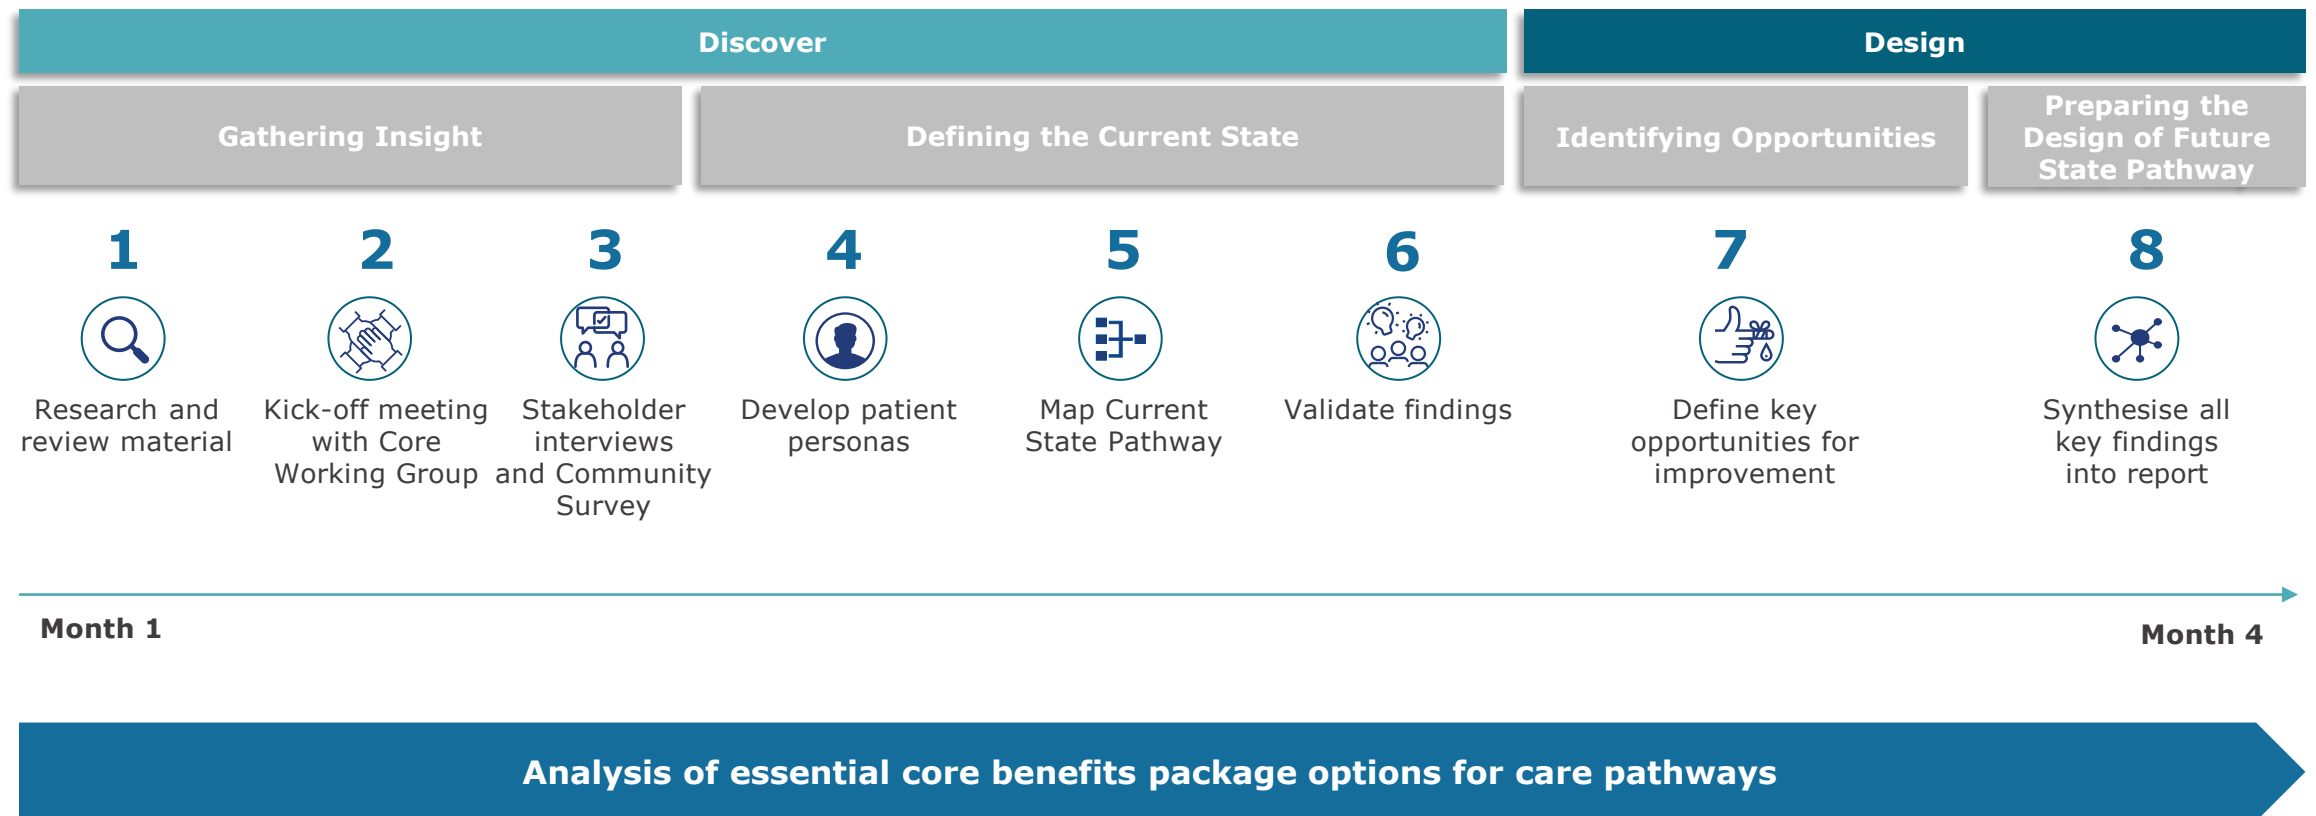 Discover
Design
Gathering Insight
Defining the Current State
Identifying Opportunities
Preparing the
Design of Future
State Pathway
1
2
3
4
5
6
7
8
Research and
review material
Kick-off meeting
with Core
Working Group
Stakeholder
interviews
and Community
Survey
Develop patient
personas
Map Current
State Pathway
Validate findings
Define key
opportunities for
improvement
Synthesise all
key findings
into report
Month 1
Month 4
Analysis of essential core benefits package options for care pathways